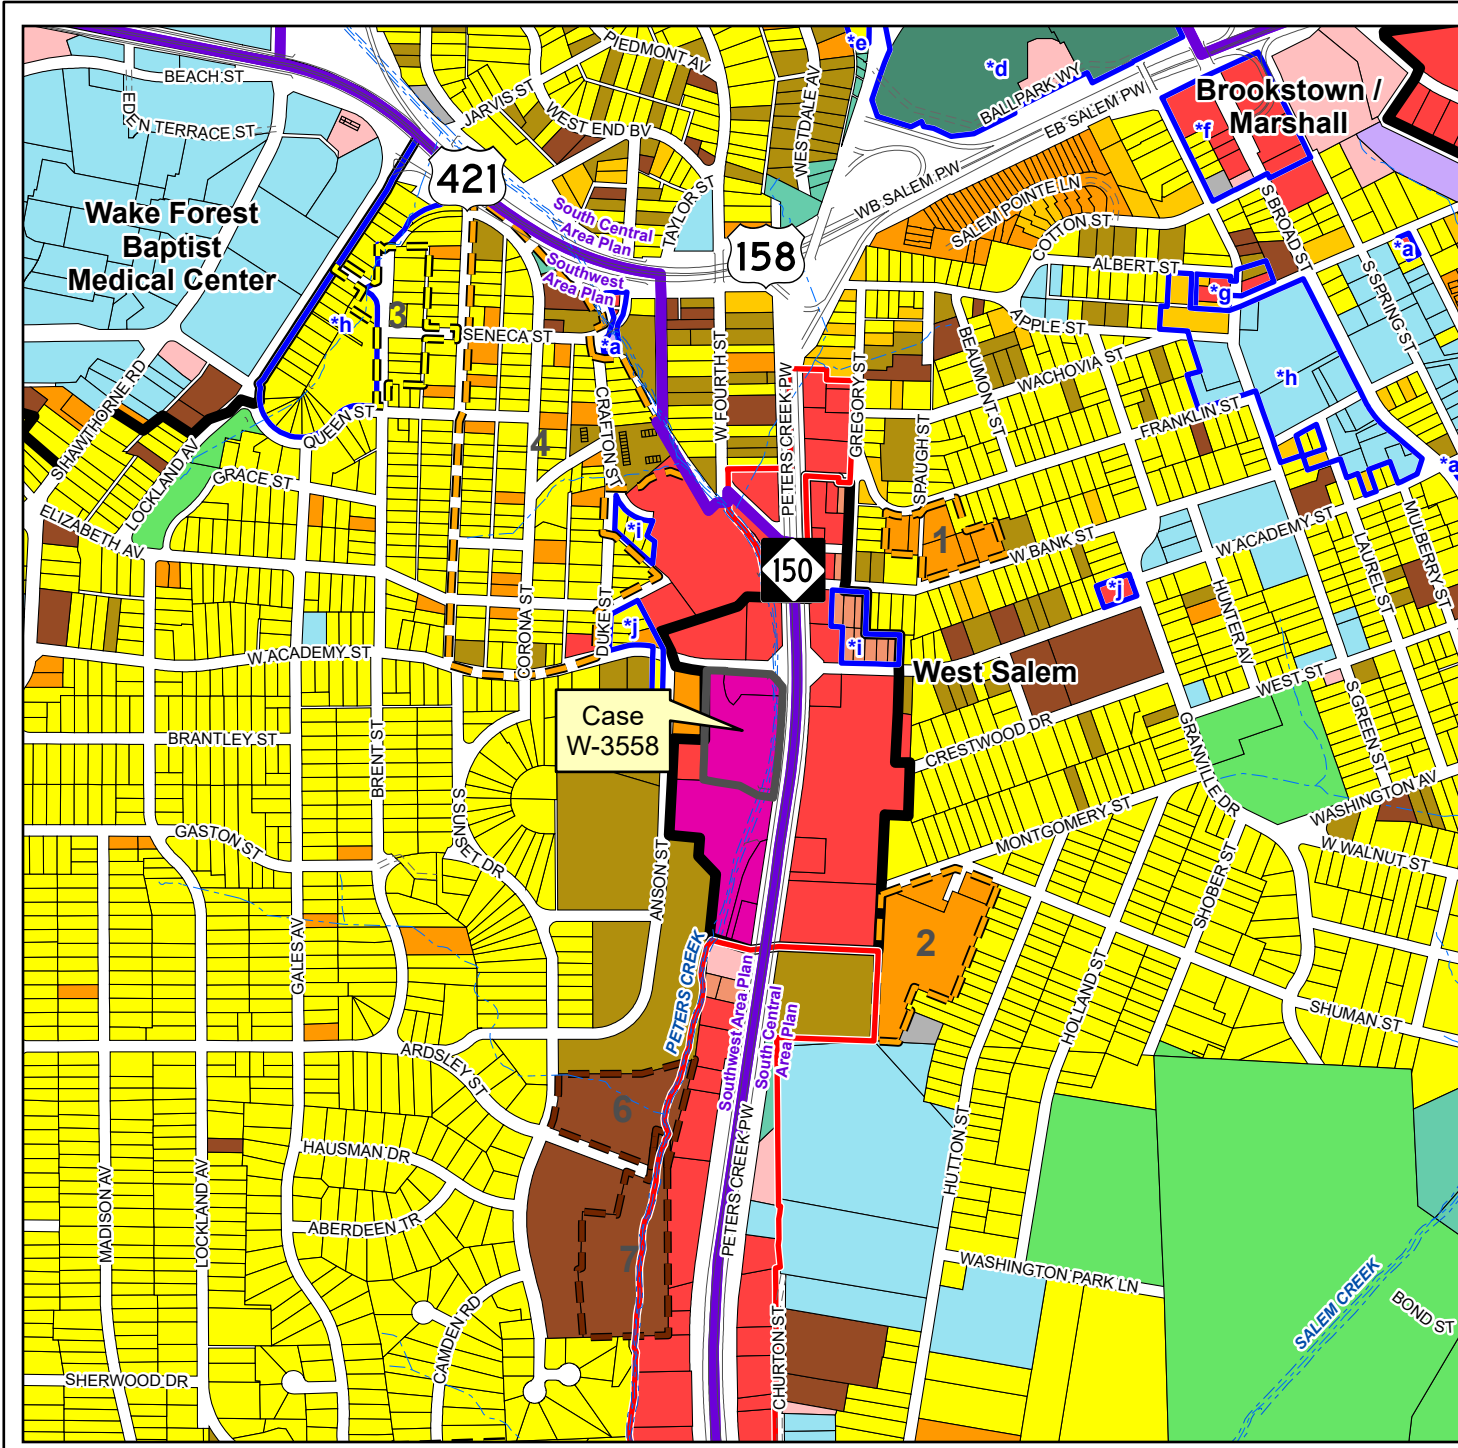 BEACH ST
EDEN TERRACE ST
JARVIS ST
PIEDMONT AV
WEST END BV
WESTDALE AV
TAYLOR ST
*e
*d
BALLPARK WY
EB SALEM PW
WB SALEM PW
Brookstown /
Marshall
*f
421
158
Wake Forest
Baptist
Medical Center
South Central
Area Plan
Southwest
Area Plan
SALEM POINTE LN
COTTON ST
ALBERT ST
S BROAD ST
*a
*g
S SPRING ST
*h
3
SENECA ST
*a
APPLE ST
BEAUMONT ST
WACHOVIA ST
*h
S HAWTHORNE RD
QUEEN ST
CRAFTON ST
W FOURTH ST
PETERS CREEK PW
GREGORY ST
SPAUGH ST
FRANKLIN ST
LOCKLAND AV
GRACE ST
4
*a
ELIZABETH AV
*i
1
W BANK ST
W ACADEMY ST
MULBERRY ST
LAUREL ST
150
CORONA ST
DUKE ST
*j
*i
*j
HUNTER AV
W ACADEMY ST
West Salem
WEST ST
S GREEN ST
Case
W-3558
BRANTLEY ST
BRENT ST
CRESTWOOD DR
GRANVILLE DR
WASHINGTON AV
S SUNSET DR
GASTON ST
MONTGOMERY ST
W WALNUT ST
SHOBER ST
ANSON ST
GALES AV
PETERS CREEK
2
HOLLAND ST
SHUMAN ST
Southwest Area Plan
South Central
Area Plan
ARDSLEY ST
6
HAUSMAN DR
PETERS CREEK PW
HUTTON ST
MADISON AV
LOCKLAND AV
ABERDEEN TR
7
WASHINGTON PARK LN
SALEM CREEK
BOND ST
CAMDEN RD
CHURTON ST
SHERWOOD DR